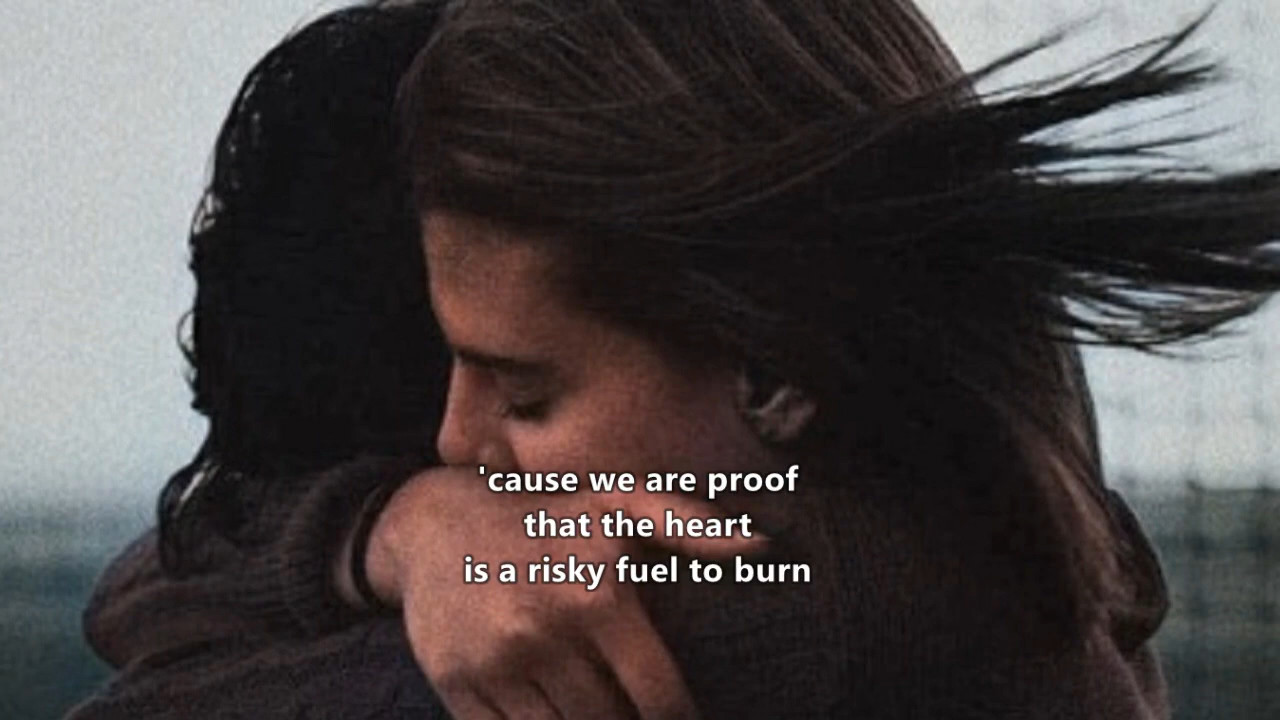 'cause we are proof
that the heart
is a risky fuel to burn